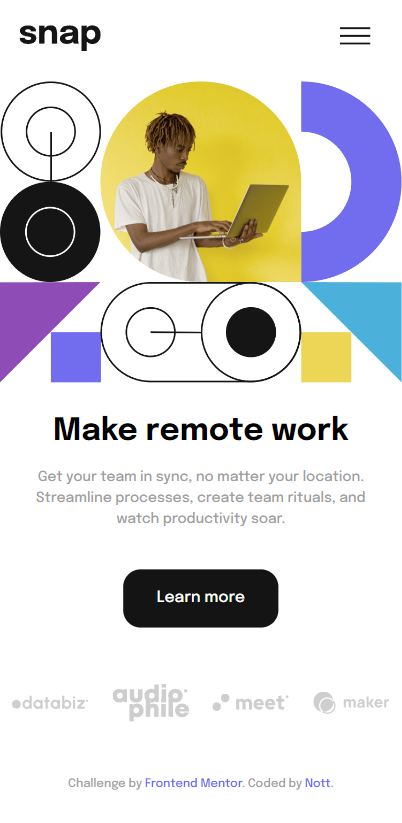 snap
Make remote work
Get your team in sync, no matter your location.
Streamline processes, create team rituals, and
watch productivity soar.
Learn more
databiz
audiophile
meet
maker
Challenge by Frontend Mentor. Coded by Nott.